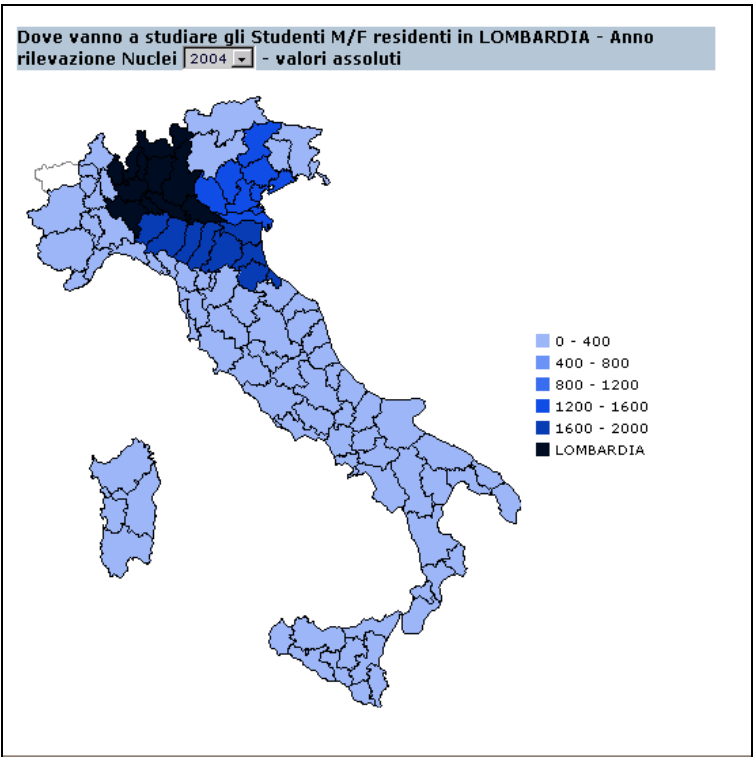 Dove vanno a studiare gli Studenti M/F residenti in LOMBARDIA - Anno
rilevazione Nuclei 2004 - valori assoluti
0 - 400
400 - 800
800 - 1200
1200 - 1600
1600 - 2000
LOMBARDIA